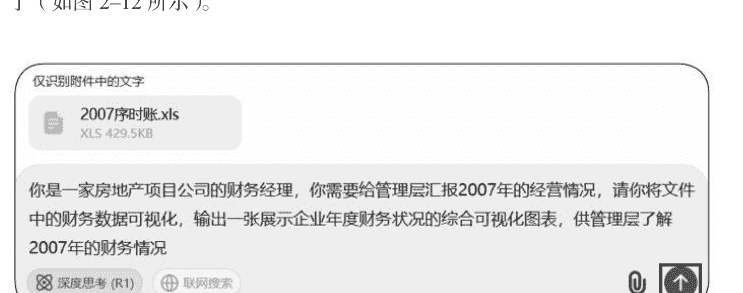 于（如图 2–12 所示）。
仅识别附件中的文字
2007序时账.xls
XLS 429.5KB
你是一家房地产项目公司的财务经理，你需要给管理层汇报2007年的经营情况，请你将文件
中的财务数据可视化，输出一张展示企业年度财务状况的综合可视化图表，供管理层了解
2007年的财务情况
深度思考 (R1) 联网搜索